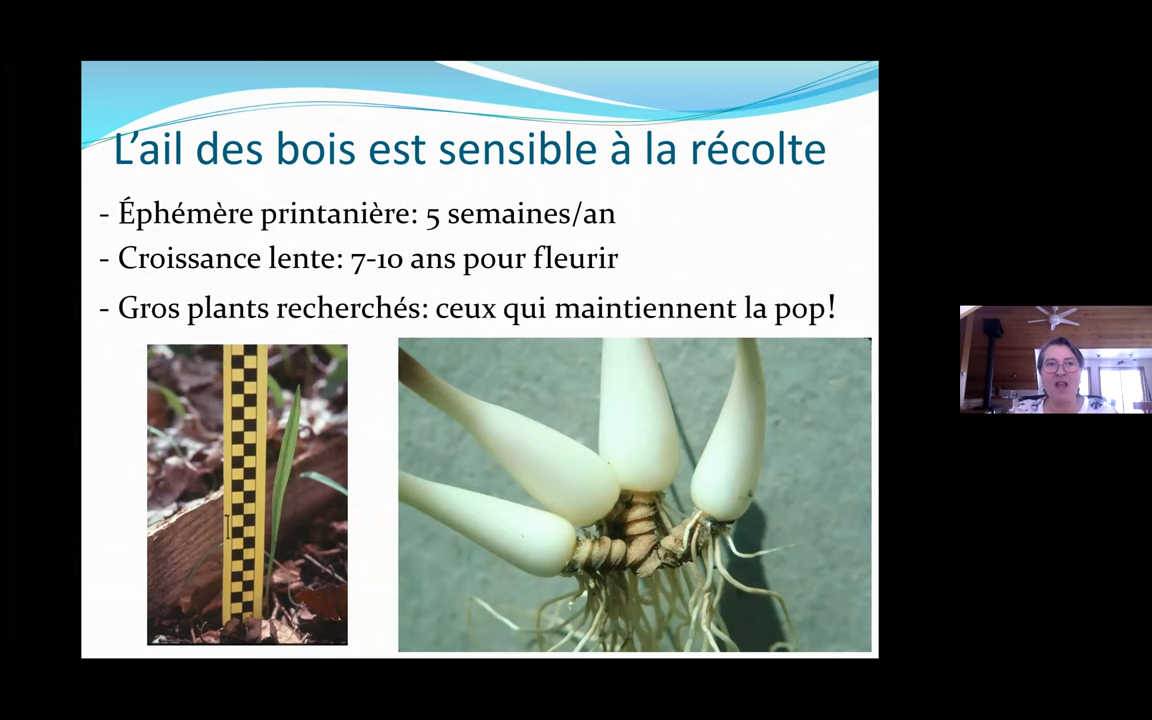 L'ail des bois est sensible à la récolte
- Éphémère printanière: 5 semaines/an
- Croissance lente: 7-10 ans pour fleurir
- Gros plants recherchés: ceux qui maintiennent la pop!